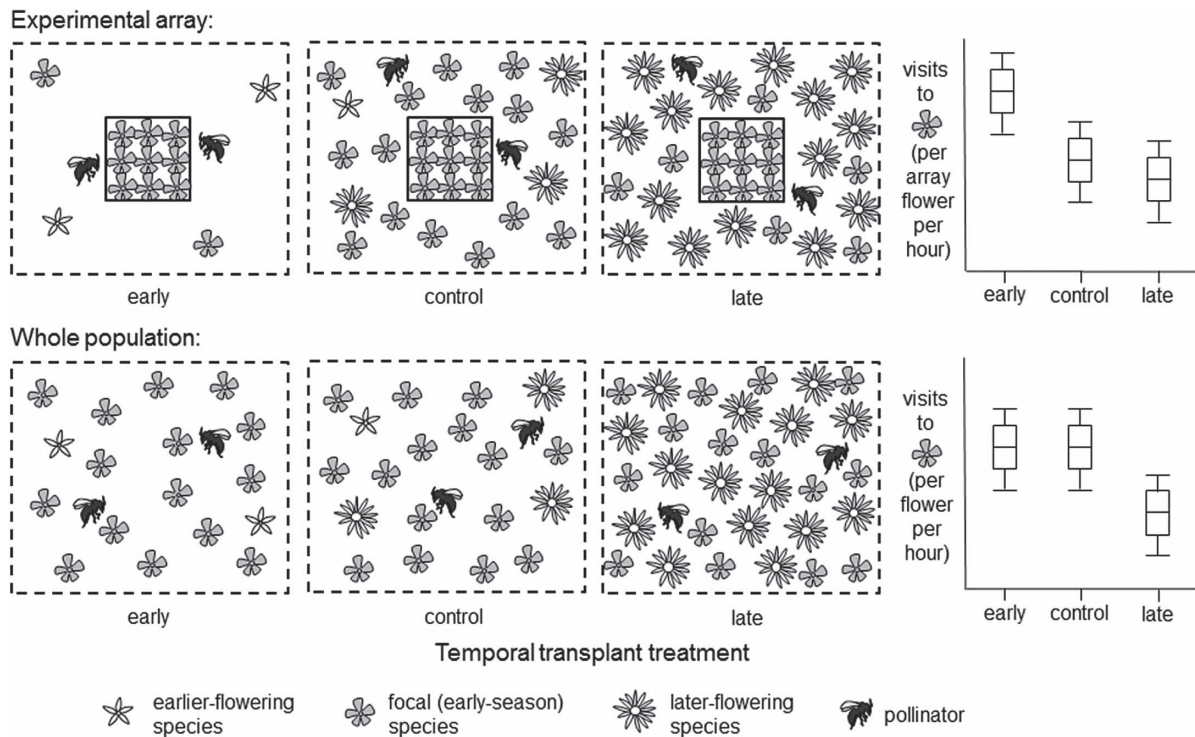 Experimental array:
early
control
late
visits
to
(per
array
flower
per
hour)
early
control
late
Whole population:
early
control
late
visits
to
(per
flower
per
hour)
early
control
late
Temporal transplant treatment
earlier-flowering
species
focal (early-season)
species
later-flowering
species
pollinator